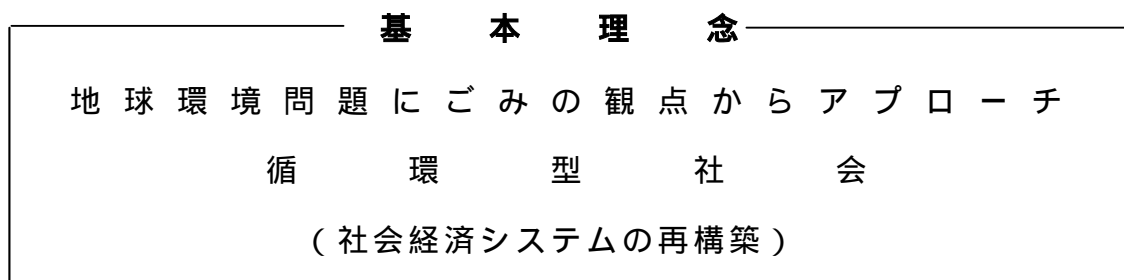 基本理念
地球環境問題にごみの観点からアプローチ
循環型社会
(社会経済システムの再構築)